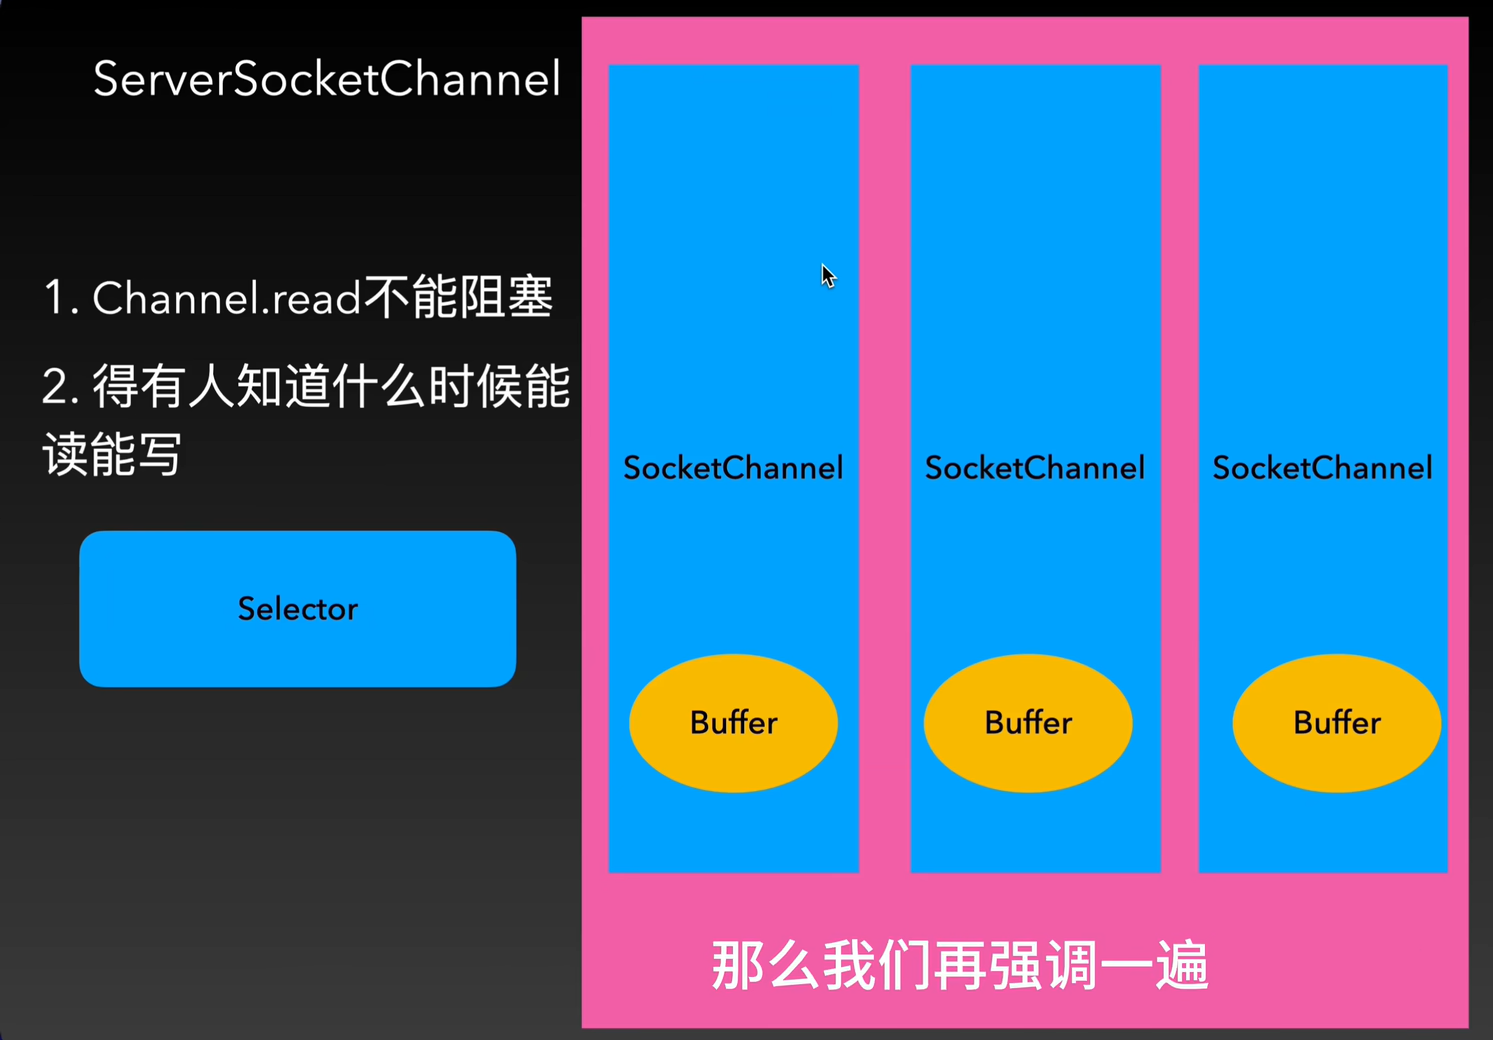 ServerSocketChannel
1. Channel.read不能阻塞
2. 得有人知道什么时候能
读能写
Selector
SocketChannel
SocketChannel
SocketChannel
Buffer
Buffer
Buffer
那么我们再强调一遍